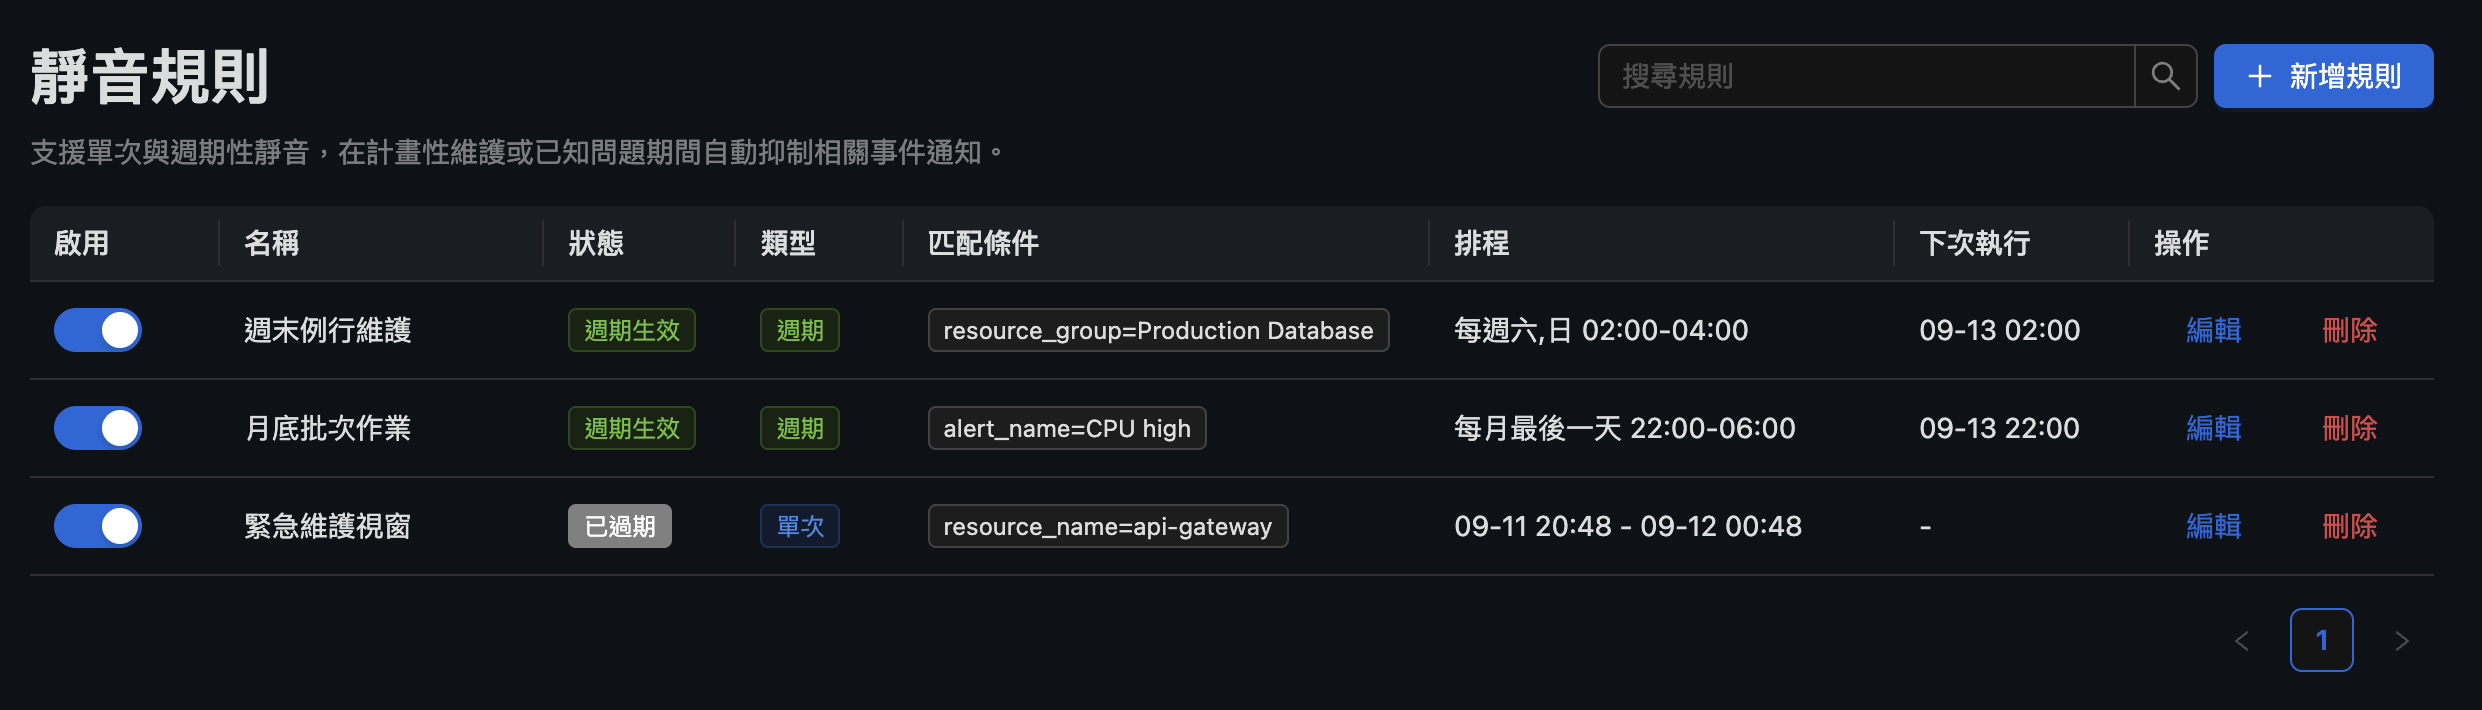 靜音規則
搜尋規則
+ 新增規則
支援單次與週期性靜音，在計畫性維護或已知問題期間自動抑制相關事件通知。
啟用 名稱 狀態 類型 匹配條件 排程 下次執行 操作
週末例行維護 週期生效 週期 resource_group=Production Database 每週六,日 02:00-04:00 09-13 02:00 編輯 刪除
月底批次作業 週期生效 週期 alert_name=CPU high 每月最後一天 22:00-06:00 09-13 22:00 編輯 刪除
緊急維護視窗 已過期 單次 resource_name=api-gateway 09-11 20:48 - 09-12 00:48 - 編輯 刪除
< 1 >